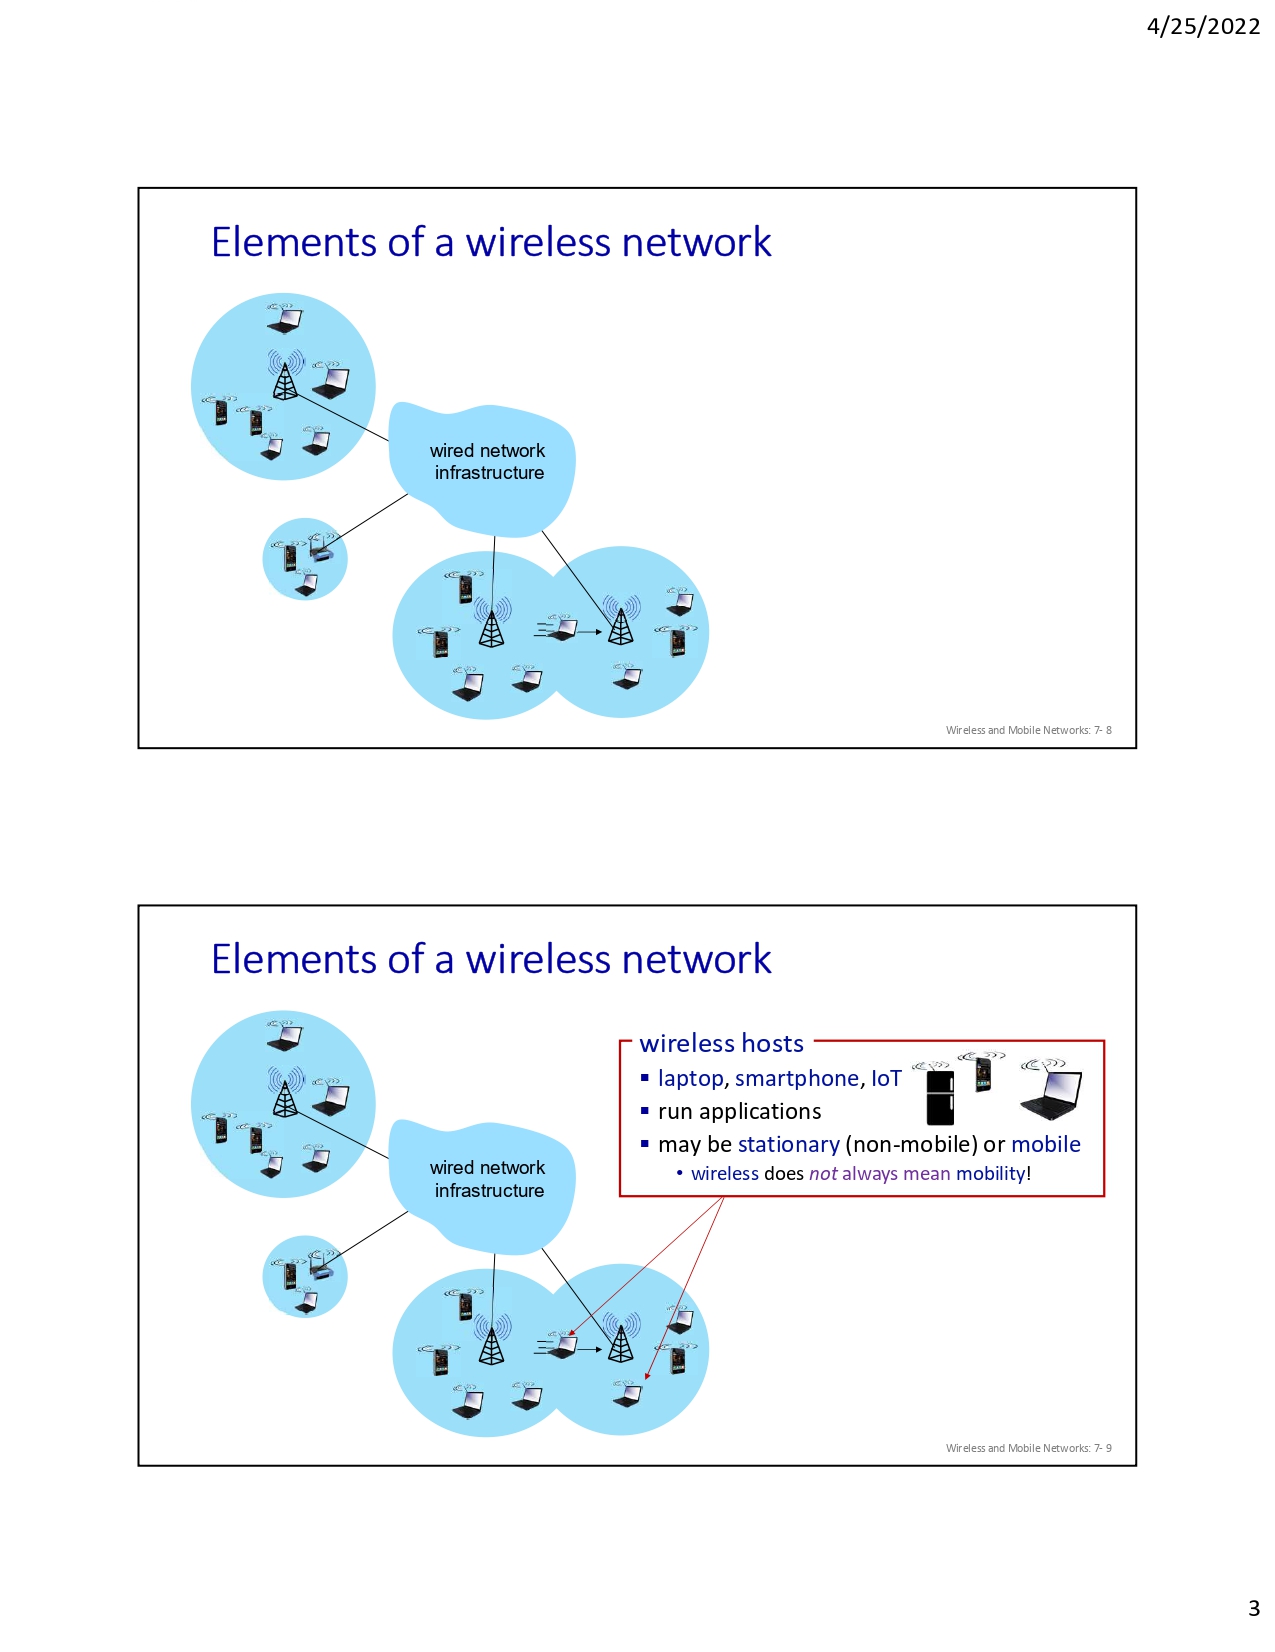 4/25/2022
Elements of a wireless network
wired network
infrastructure
Wireless and Mobile Networks: 7- 8
Elements of a wireless network
wireless hosts
▪ laptop, smartphone, IoT
▪ run applications
▪ may be stationary (non-mobile) or mobile
• wireless does not always mean mobility!
wired network
infrastructure
Wireless and Mobile Networks: 7- 9
3